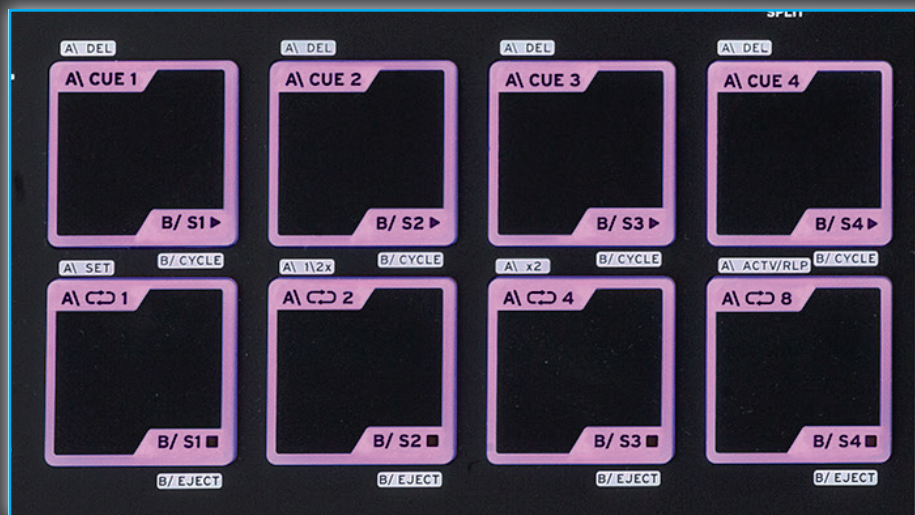 SPLIT
A\ DEL A\ DEL A\ DEL A\ DEL
A\ CUE 1 A\ CUE 2 A\ CUE 3 A\ CUE 4
B/ S1 ▶ B/ S2 ▶ B/ S3 ▶ B/ S4 ▶
B/ CYCLE B/ CYCLE B/ CYCLE B/ CYCLE
A\ SET A\ 1\2x A\ x2 A\ ACTV/RLP
A\ 1 A\ 2 A\ 4 A\ 8
B/ S1 ■ B/ S2 ■ B/ S3 ■ B/ S4 ■
B/ EJECT B/ EJECT B/ EJECT B/ EJECT